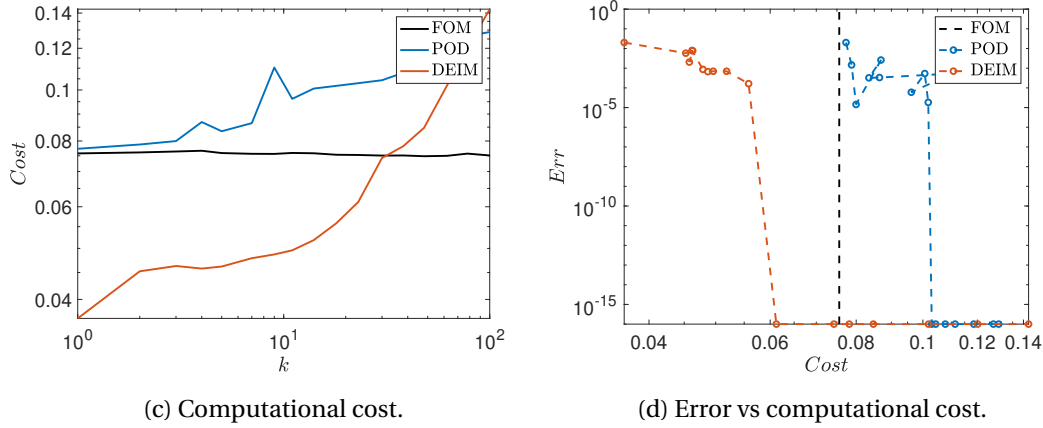 0.14
0.12
0.1
0.08
0.06
0.04
Cost
10^0
10^1
10^2
k
FOM
POD
DEIM
(c) Computational cost.
10^0
10^-5
10^-10
10^-15
Err
0.04
0.06
0.08
0.1
0.12
0.14
Cost
FOM
POD
DEIM
(d) Error vs computational cost.